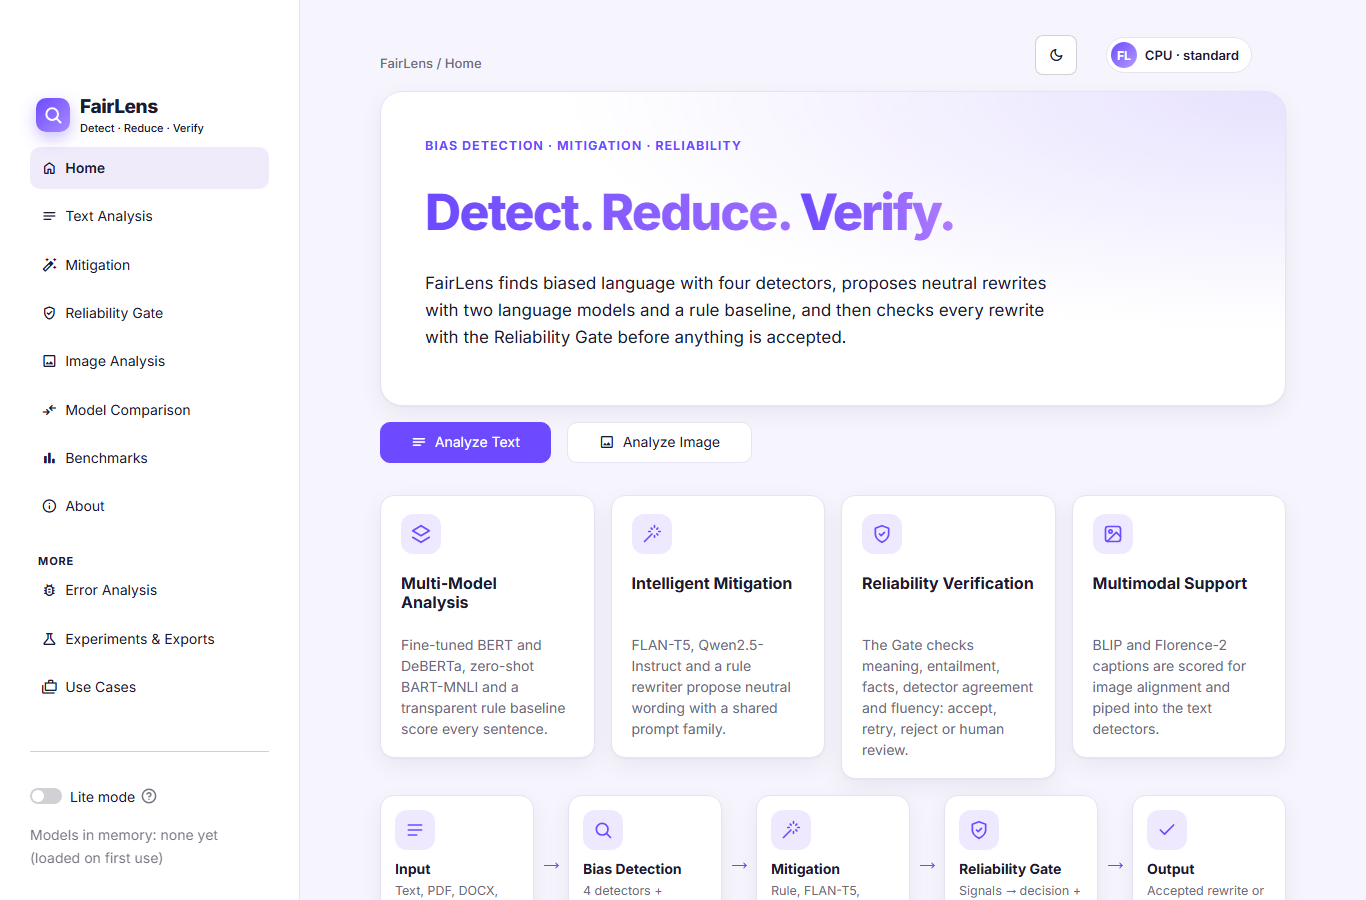 FairLens
Detect · Reduce · Verify
Home
Text Analysis
Mitigation
Reliability Gate
Image Analysis
Model Comparison
Benchmarks
About
MORE
Error Analysis
Experiments & Exports
Use Cases
Lite mode
Models in memory: none yet
(loaded on first use)
FairLens / Home
FL CPU · standard
BIAS DETECTION · MITIGATION · RELIABILITY
Detect. Reduce. Verify.
FairLens finds biased language with four detectors, proposes neutral rewrites
with two language models and a rule baseline, and then checks every rewrite
with the Reliability Gate before anything is accepted.
Analyze Text
Analyze Image
Multi-Model
Analysis
Fine-tuned BERT and
DeBERTa, zero-shot
BART-MNLI and a
transparent rule baseline
score every sentence.
Intelligent Mitigation
FLAN-T5, Qwen2.5-
Instruct and a rule
rewriter propose neutral
wording with a shared
prompt family.
Reliability Verification
The Gate checks
meaning, entailment,
facts, detector agreement
and fluency: accept,
retry, reject or human
review.
Multimodal Support
BLIP and Florence-2
captions are scored for
image alignment and
piped into the text
detectors.
Input
Text, PDF, DOCX,
→
Bias Detection
4 detectors +
→
Mitigation
Rule, FLAN-T5,
→
Reliability Gate
Signals → decision +
→
Output
Accepted rewrite or